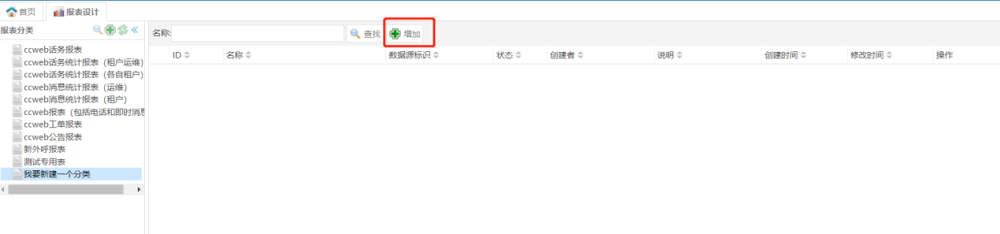 首页 报表设计
报表分类
名称: 查找 增加
ID 名称 数据源标识 状态 创建者 说明 创建时间 修改时间 操作
ccweb话务报表
ccweb话务统计报表（租户运维)
ccweb话务统计报表（各自租户)
ccweb消息统计报表（运维）
ccweb消息统计报表（租户）
ccweb报表（包括电话和即时消息
ccweb工单报表
ccweb公告报表
新外呼报表
测试专用表
我要新建一个分类